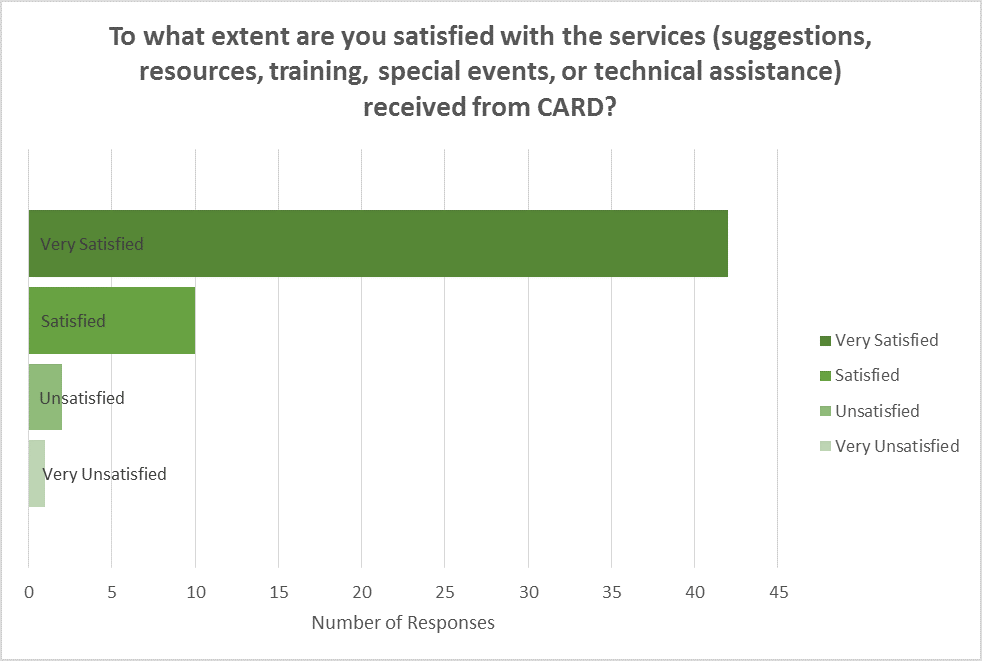 To what extent are you satisfied with the services (suggestions,
resources, training, special events, or technical assistance)
received from CARD?
Very Satisfied
Satisfied
Unsatisfied
Very Unsatisfied
Very Satisfied
Satisfied
Unsatisfied
Very Unsatisfied
0 5 10 15 20 25 30 35 40 45
Number of Responses